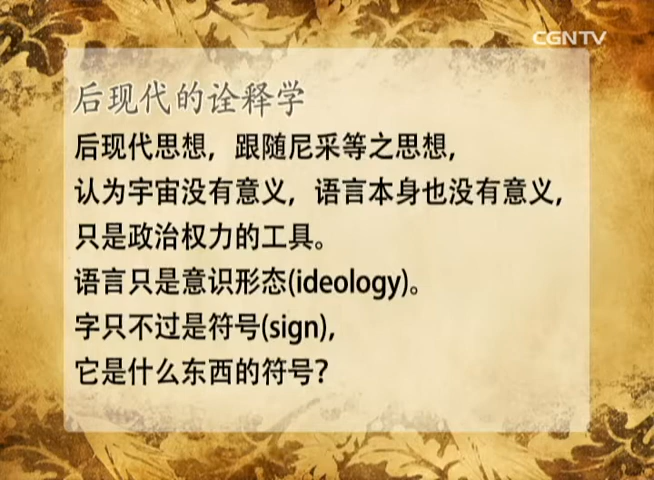 CGNTV
后现代的诠释学
后现代思想，跟随尼采等之思想，
认为宇宙没有意义，语言本身也没有意义，
只是政治权力的工具。
语言只是意识形态(ideology)。
字只不过是符号(sign)，
它是什么东西的符号？